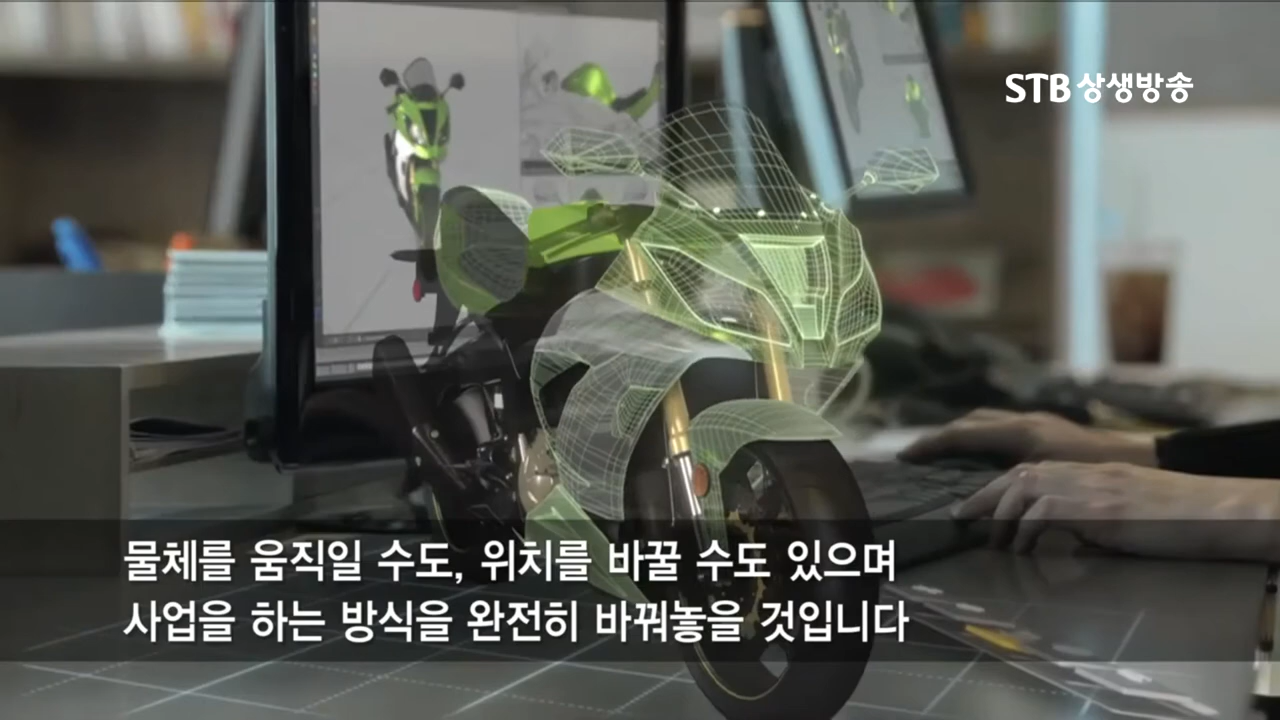 STB 상생방송
물체를 움직일 수도, 위치를 바꿀 수도 있으며
사업을 하는 방식을 완전히 바꿔놓을 것입니다